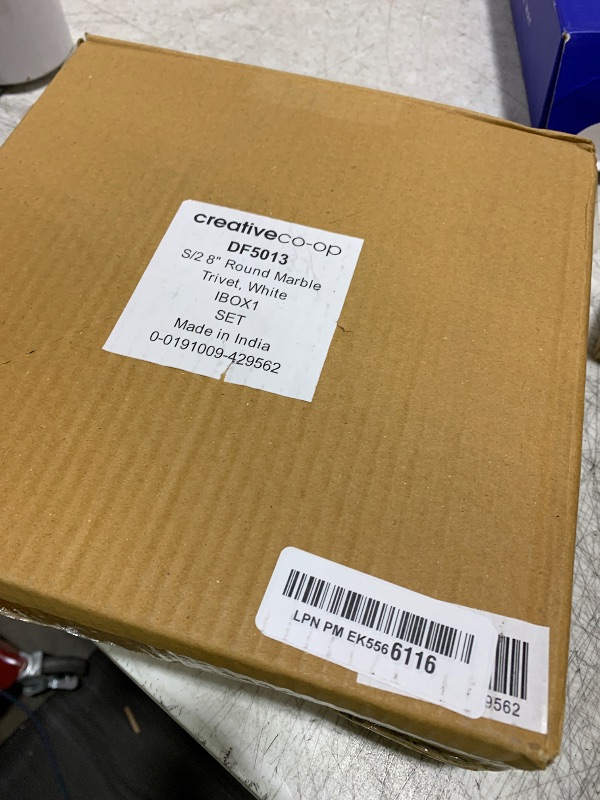 creativeco-op
DF5013
S/2 8" Round Marble
Trivet, White
IBOX1
SET
Made in India
0-0191009-429562
LPN PM EK556 6116
9562